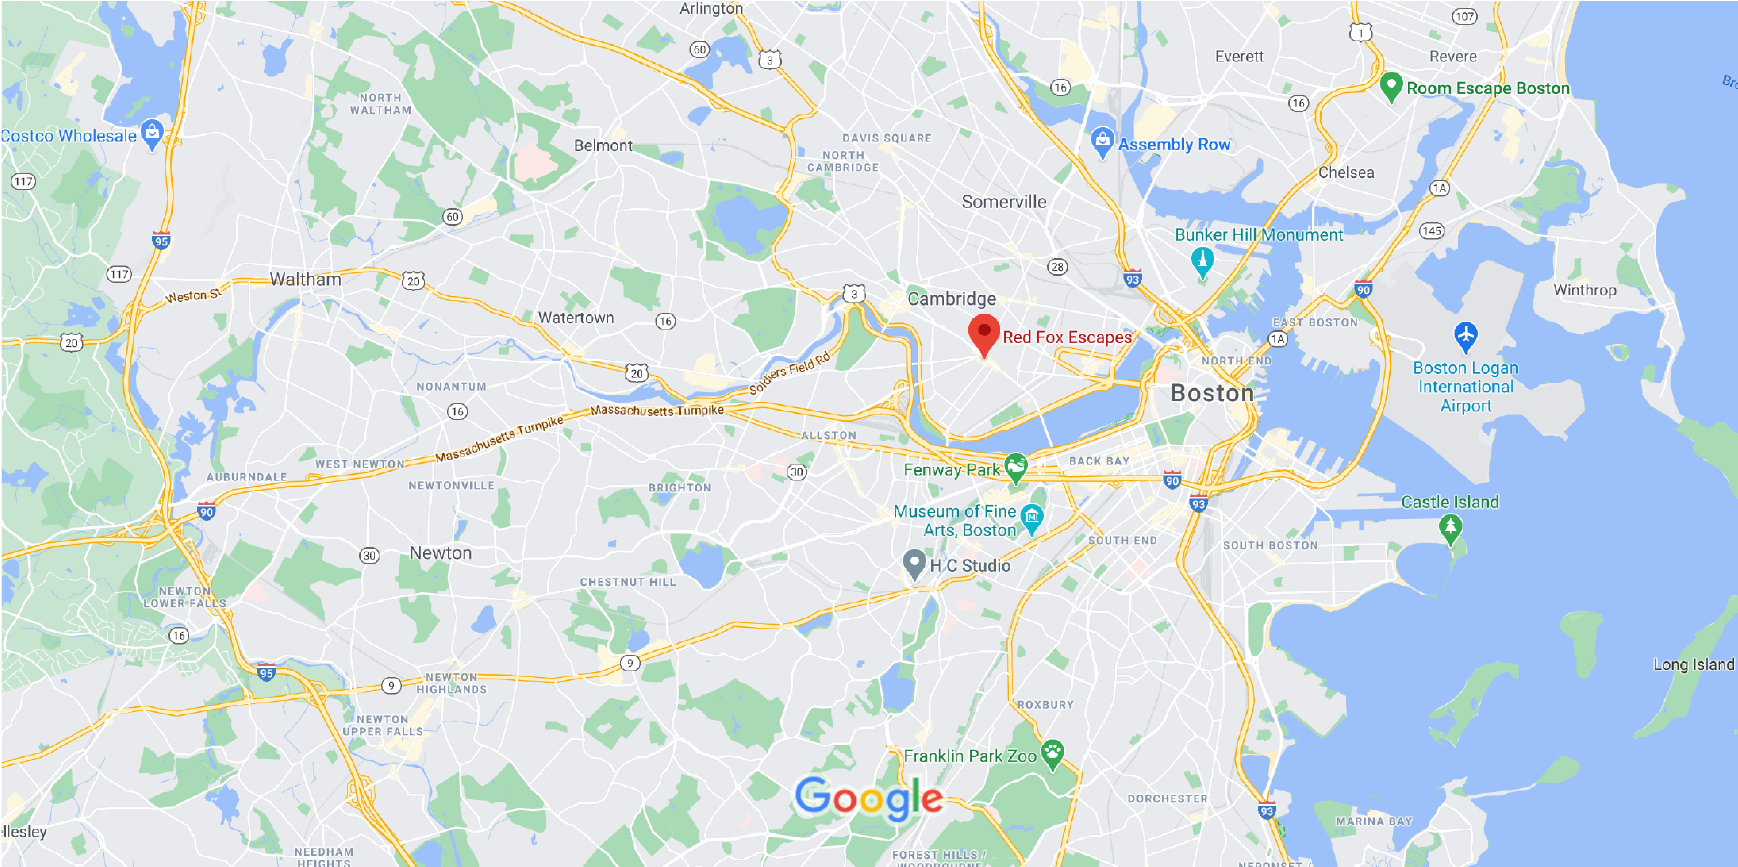 Arlington
107
1
60
3
Everett
Revere
16
Room Escape Boston
NORTH
WALTHAM
16
Costco Wholesale
DAVIS SQUARE
Assembly Row
Belmont
NORTH
CAMBRIDGE
Chelsea
117
1A
60
Somerville
95
Bunker Hill Monument
145
117
Waltham
20
28
93
90
Weston St
3
Cambridge
Winthrop
Watertown
16
EAST BOSTON
20
Red Fox Escapes
1A
NORTH END
Soldiers Field Rd
20
Boston Logan
International
Airport
NONANTUM
Boston
16
Massachusetts Turnpike
Massachusetts Turnpike
ALLSTON
WEST NEWTON
BACK BAY
AUBURNDALE
30
Fenway Park
NEWTONVILLE
BRIGHTON
90
93
Castle Island
90
Museum of Fine
Arts, Boston
SOUTH END
SOUTH BOSTON
30
Newton
H C Studio
CHESTNUT HILL
NEWTON
LOWER FALLS
16
9
Long Island
95
9
NEWTON
HIGHLANDS
ROXBURY
NEWTON
UPPER FALLS
Franklin Park Zoo
Google
DORCHESTER
93
MARINA BAY
llesley
NEEDHAM
HEIGHTS
FOREST HILLS /